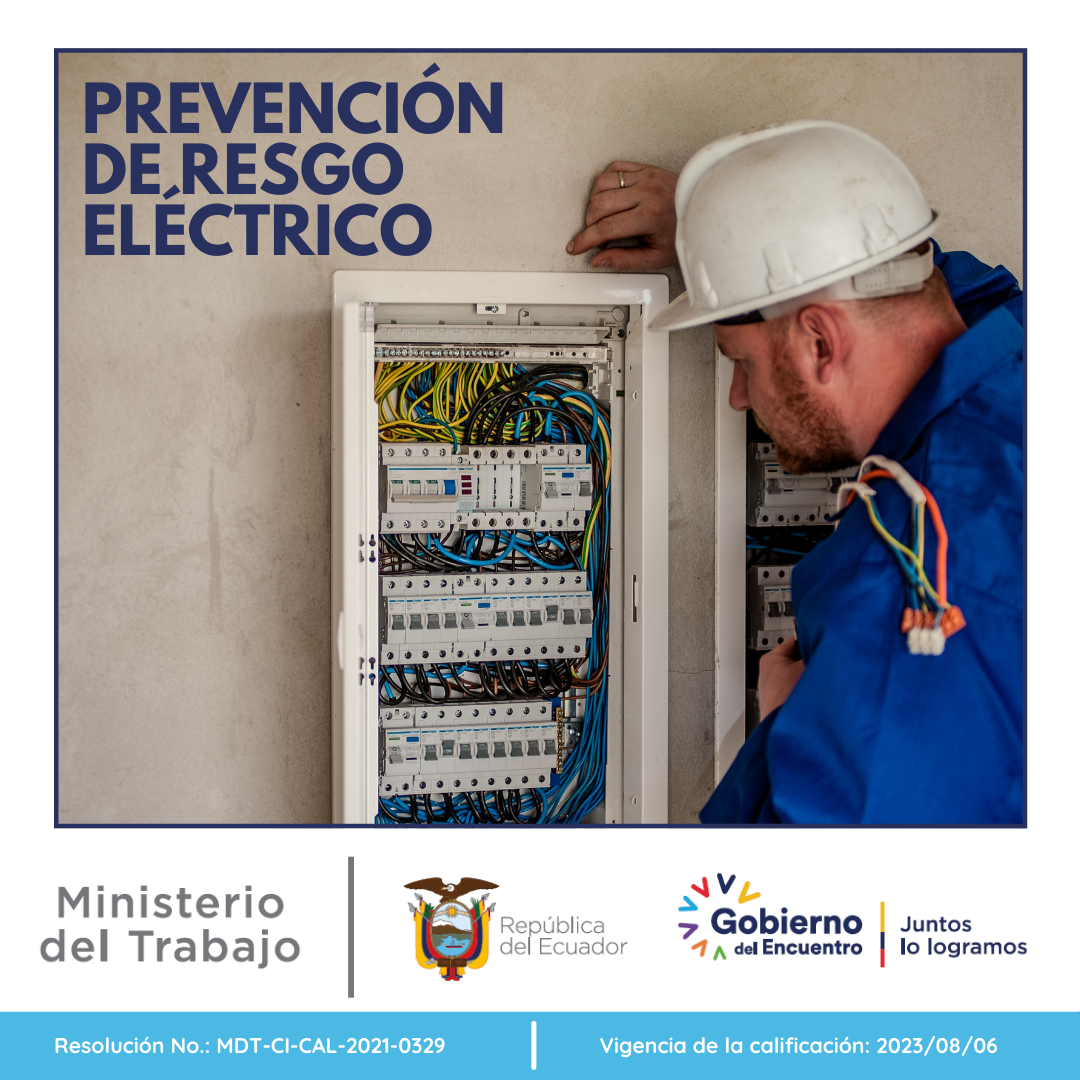 PREVENCIÓN
DE RESGO
ELÉCTRICO
Ministerio
del Trabajo
República
del Ecuador
Gobierno
del Encuentro
Juntos
lo logramos
Resolución No.: MDT-CI-CAL-2021-0329
Vigencia de la calificación: 2023/08/06